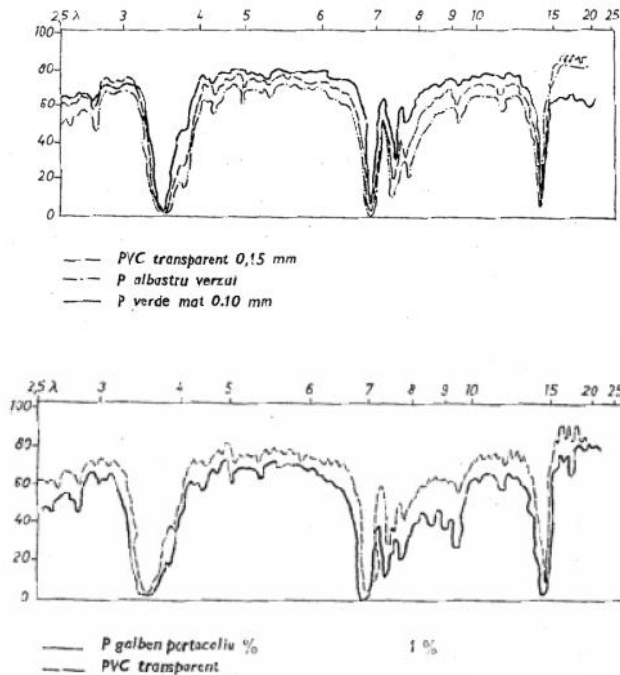 2,5 λ 3 4 5 6 7 8 9 10 15 20 25
100
80
60
40
20
0
PVC transparent 0,15 mm
P albastru verzui
P verde mat 0.10 mm
2,5 λ 3 4 5 6 7 8 9 10 15 20 25
100
80
60
40
20
0
P galben portocaliu % 1 %
PVC transparent